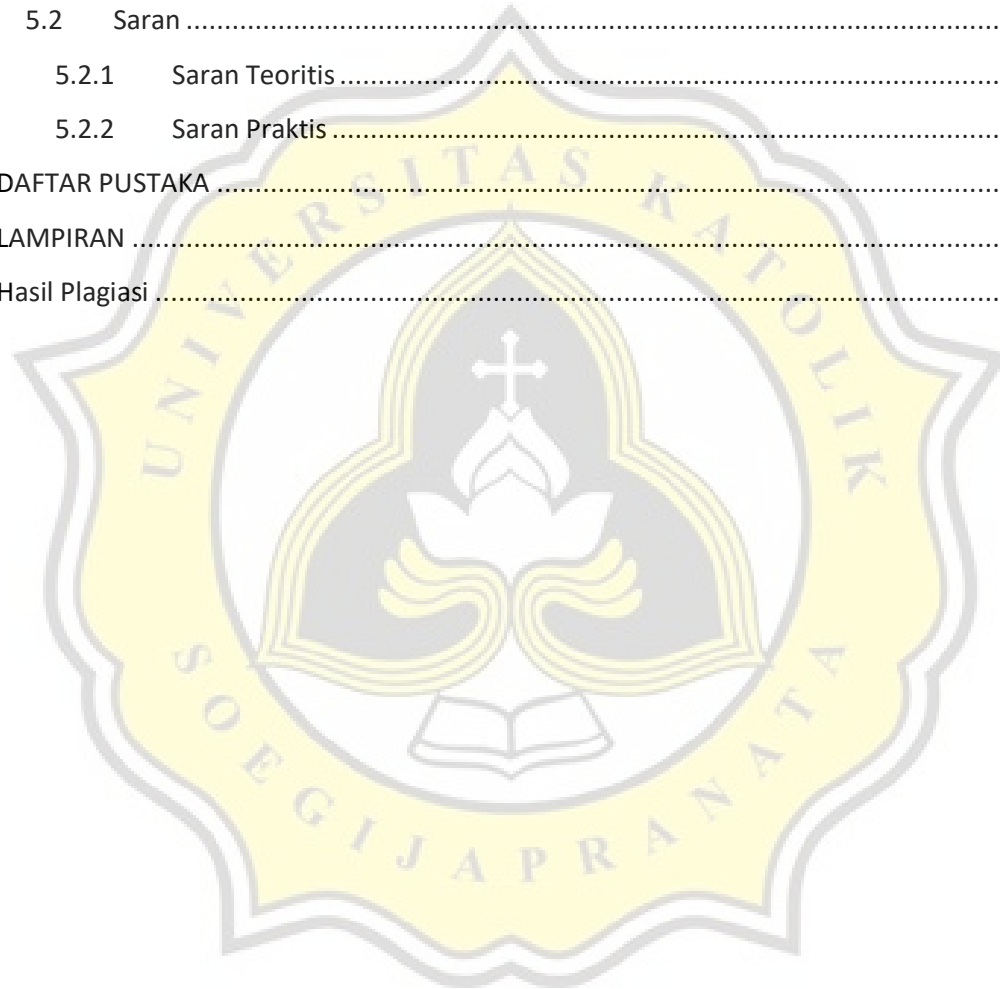 5.2 Saran ................................................................................................
5.2.1 Saran Teoritis ................................................................................................
5.2.2 Saran Praktis ................................................................................................
DAFTAR PUSTAKA ................................................................................................
LAMPIRAN ................................................................................................
Hasil Plagiasi ................................................................................................
UNIVERSITAS KATOLIK
SOEGIJAPRANATA